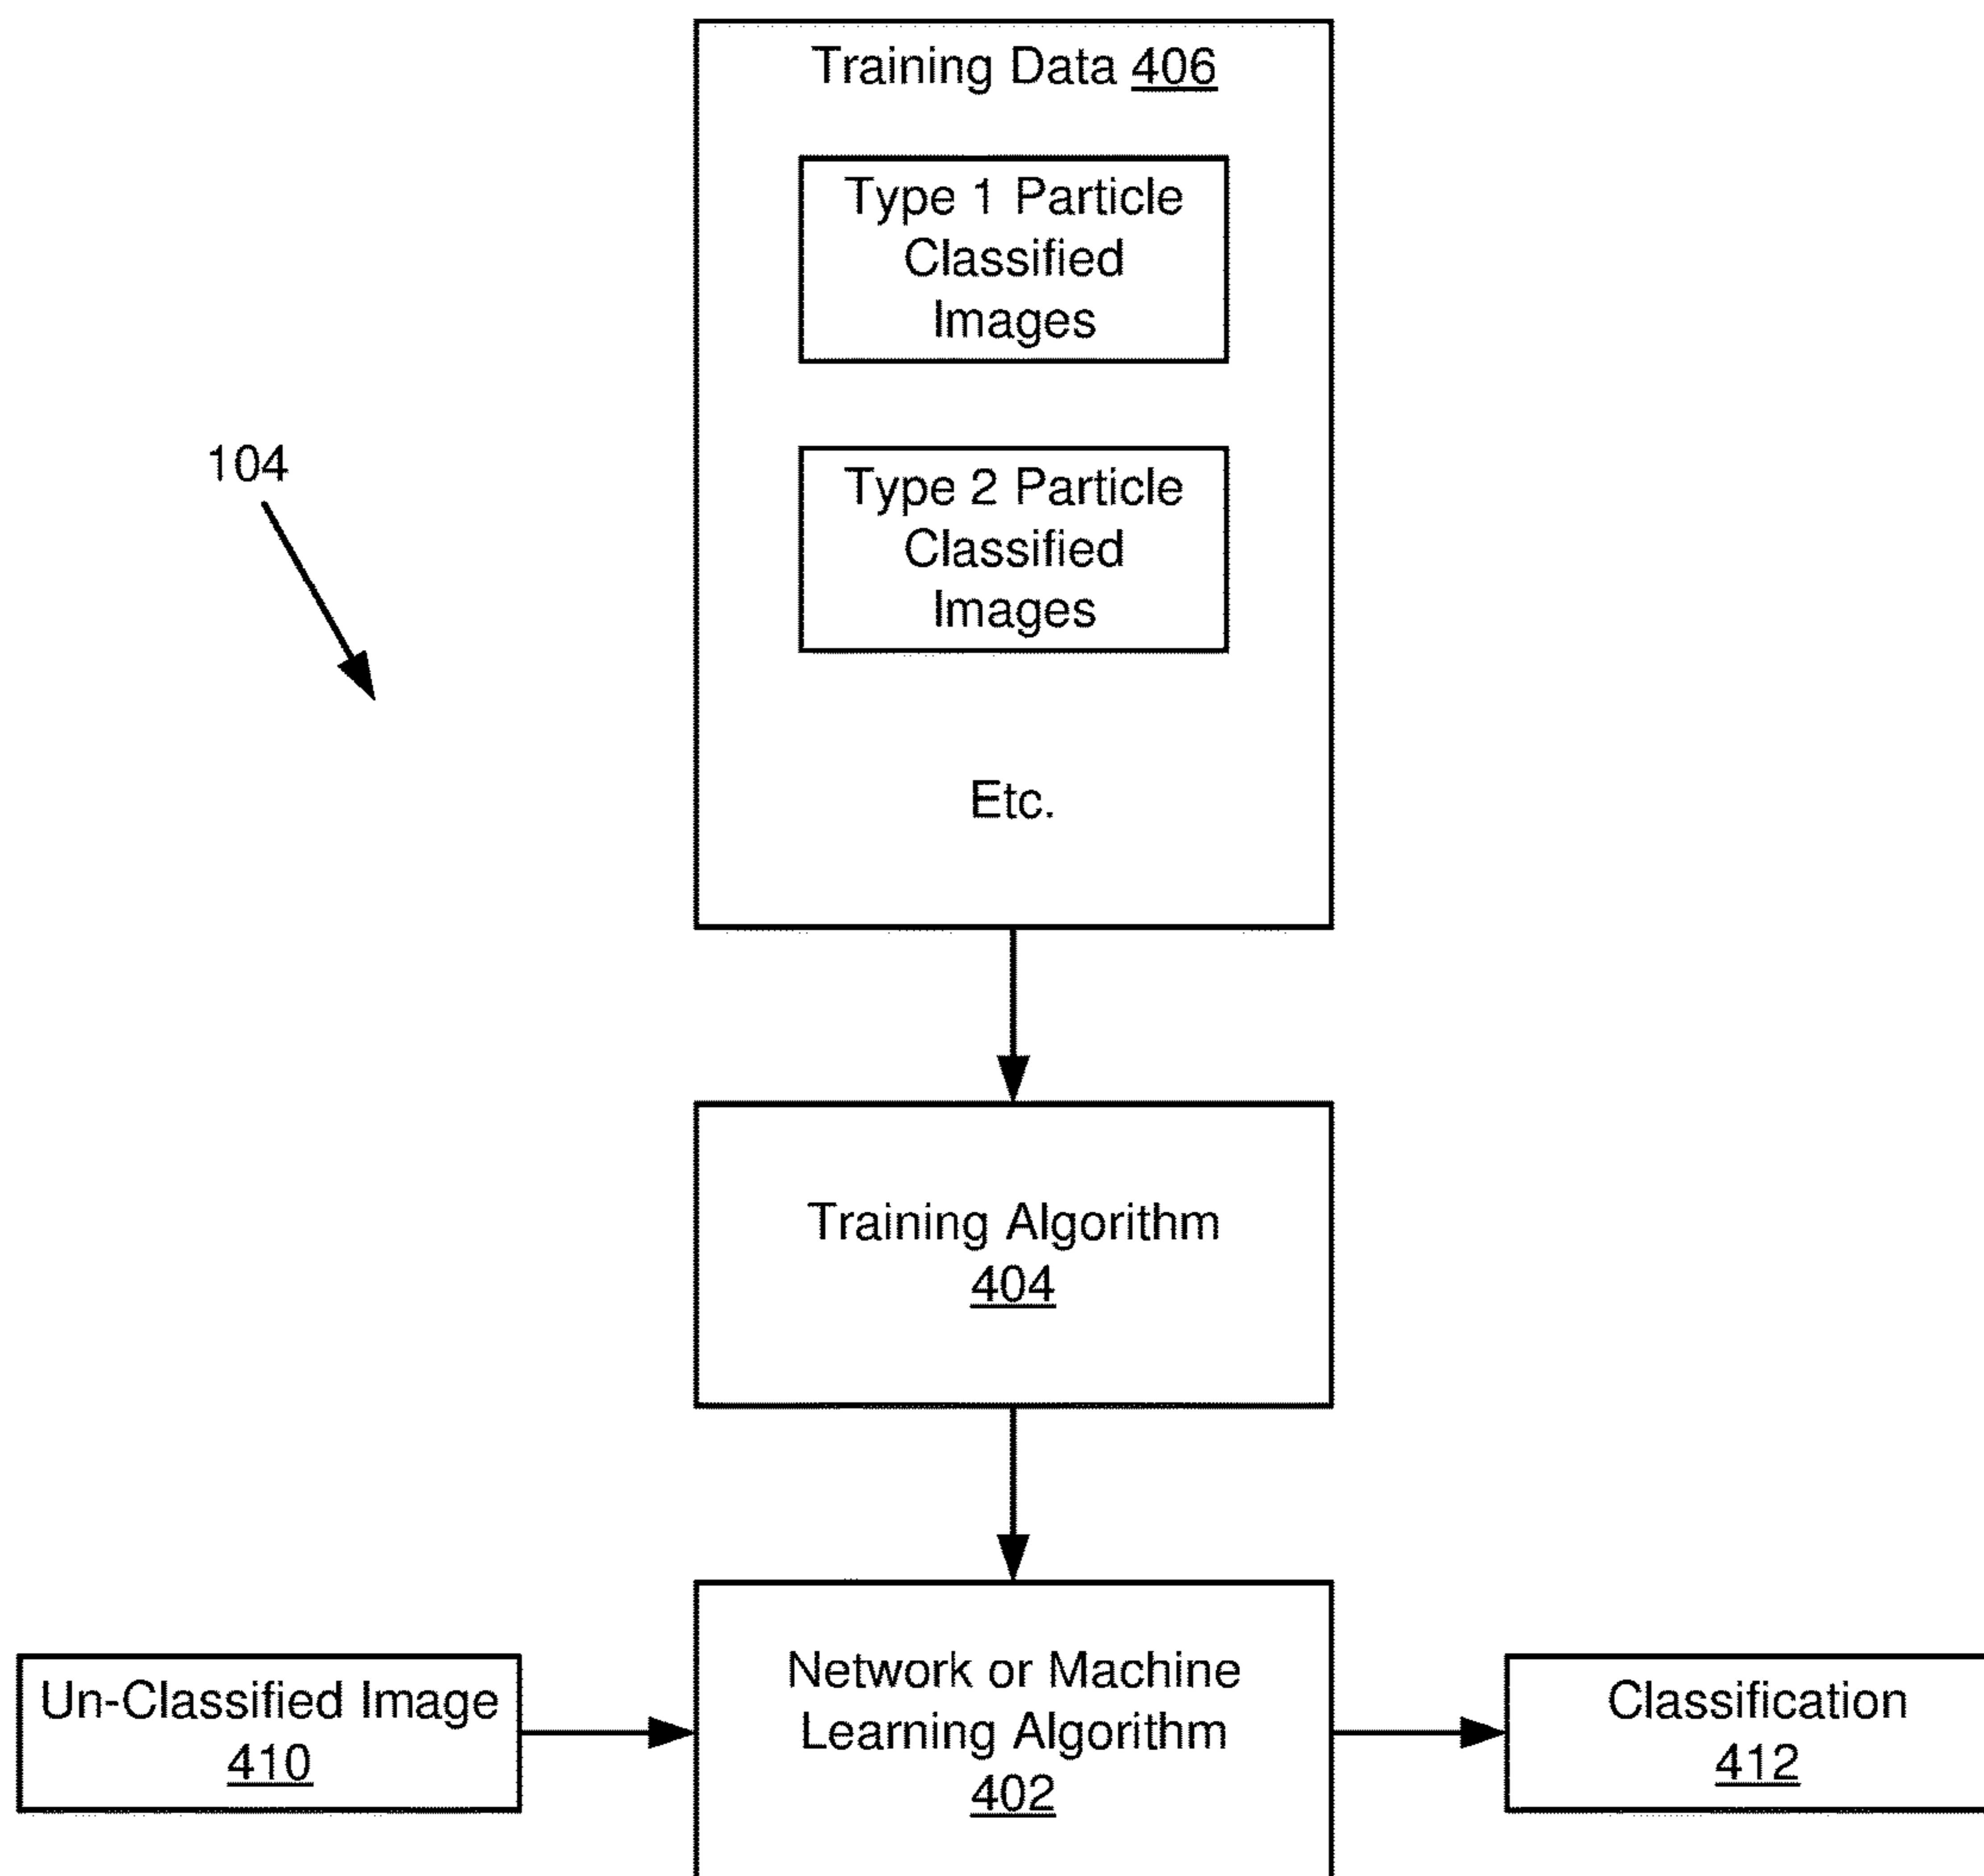 Training Data 406
Type 1 Particle
Classified
Images
104
Type 2 Particle
Classified
Images
Etc.
Training Algorithm
404
Un-Classified Image
410
Network or Machine
Learning Algorithm
402
Classification
412